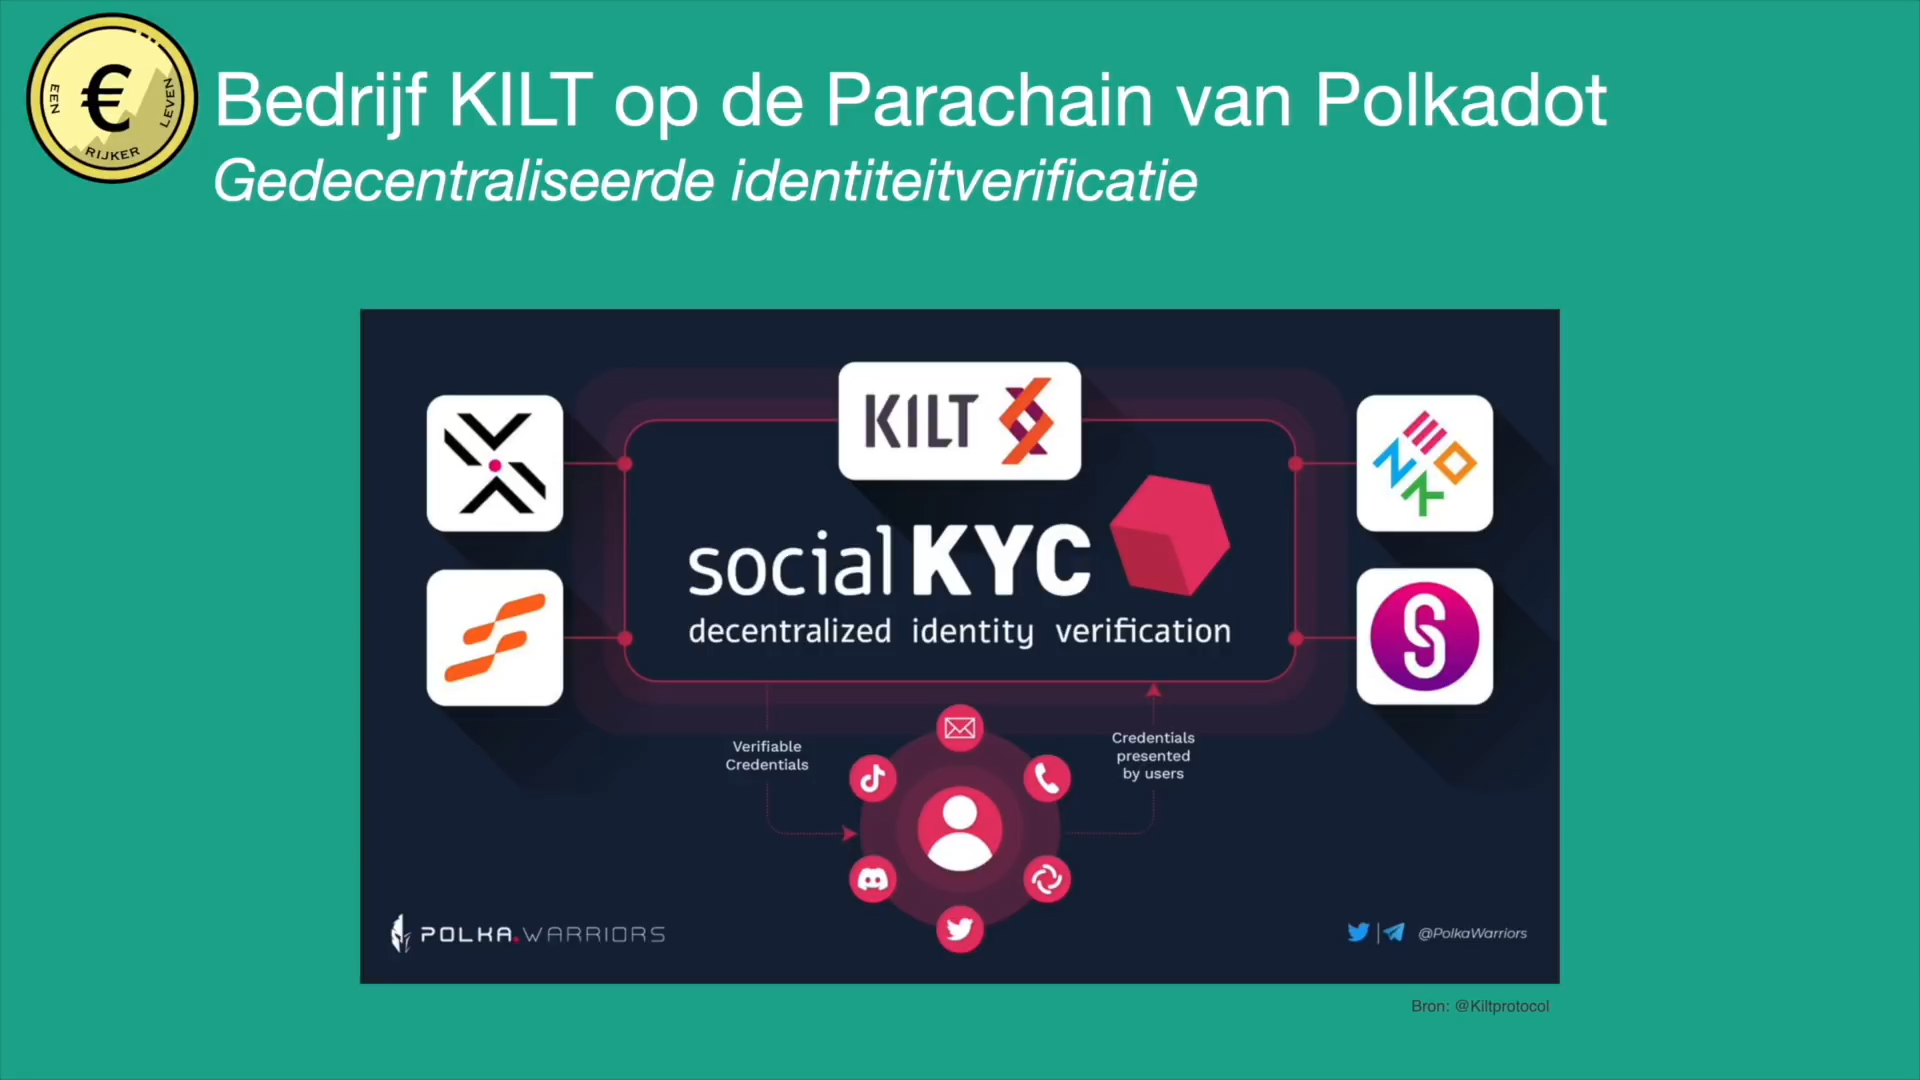 EEN RIJKER LEVEN
€
Bedrijf KILT op de Parachain van Polkadot
Gedecentraliseerde identiteitverificatie
KILT
NEOK
social KYC
decentralized identity verification
Verifiable
Credentials
Credentials
presented
by users
POLKA.WARRIORS
@PolkaWarriors
Bron: @Kiltprotocol